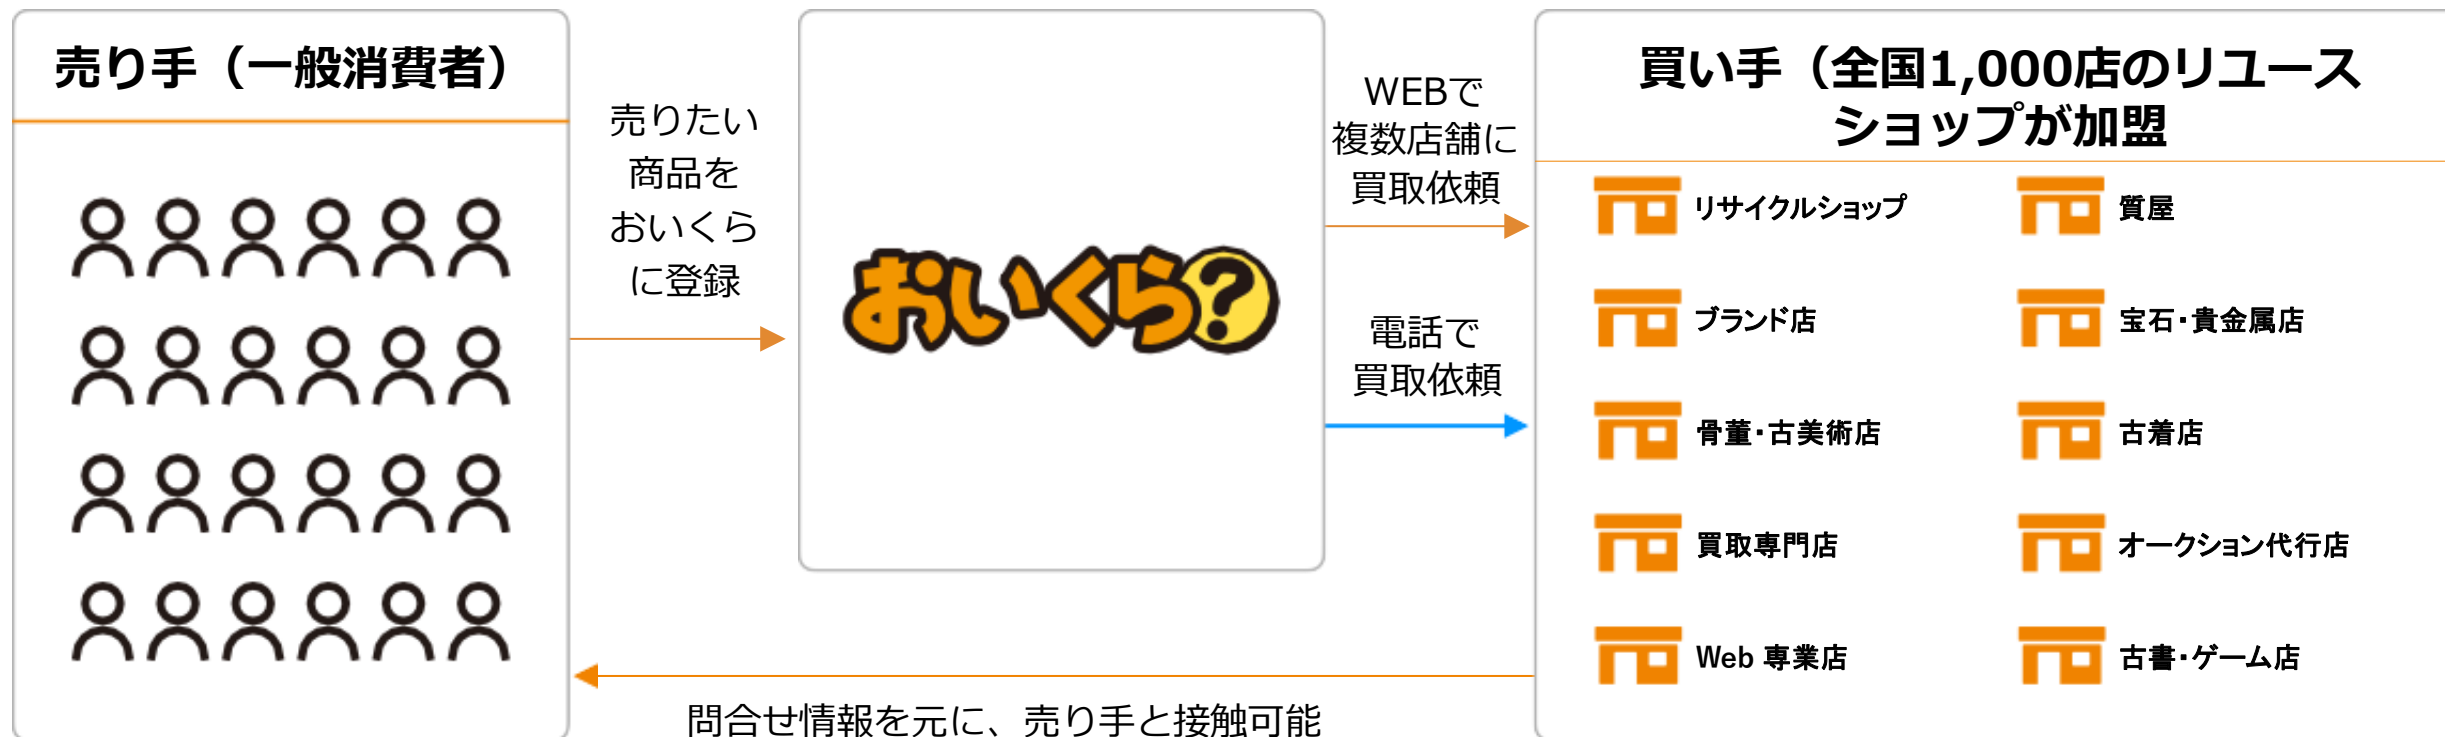 売り手（一般消費者）
売りたい
商品を
おいくら
に登録
おいくら?
WEBで
複数店舗に
買取依頼
電話で
買取依頼
買い手（全国1,000店のリユース
ショップが加盟
リサイクルショップ
質屋
ブランド店
宝石・貴金属店
骨董・古美術店
古着店
買取専門店
オークション代行店
Web 専業店
古書・ゲーム店
問合せ情報を元に、売り手と接触可能